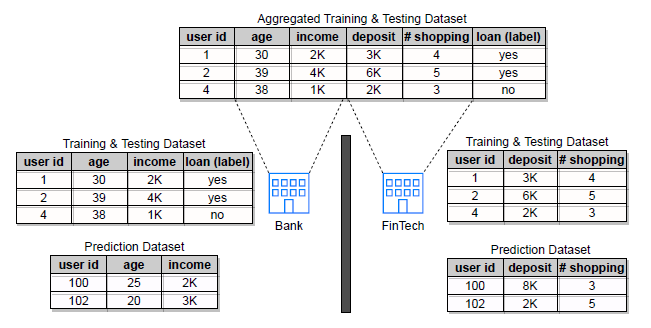 Aggregated Training & Testing Dataset
user id age income deposit # shopping loan (label)
1 30 2K 3K 4 yes
2 39 4K 6K 5 yes
4 38 1K 2K 3 no
Training & Testing Dataset
user id age income loan (label)
1 30 2K yes
2 39 4K yes
4 38 1K no
Prediction Dataset
user id age income
100 25 2K
102 20 3K
Bank
FinTech
Training & Testing Dataset
user id deposit # shopping
1 3K 4
2 6K 5
4 2K 3
Prediction Dataset
user id deposit # shopping
100 8K 3
102 2K 5